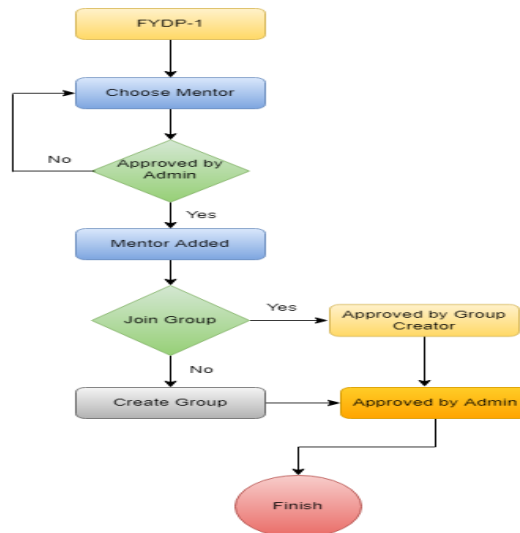 FYDP-1
Choose Mentor
No
Approved by
Admin
Yes
Mentor Added
Join Group
Yes
Approved by Group
Creator
No
Create Group
Approved by Admin
Finish